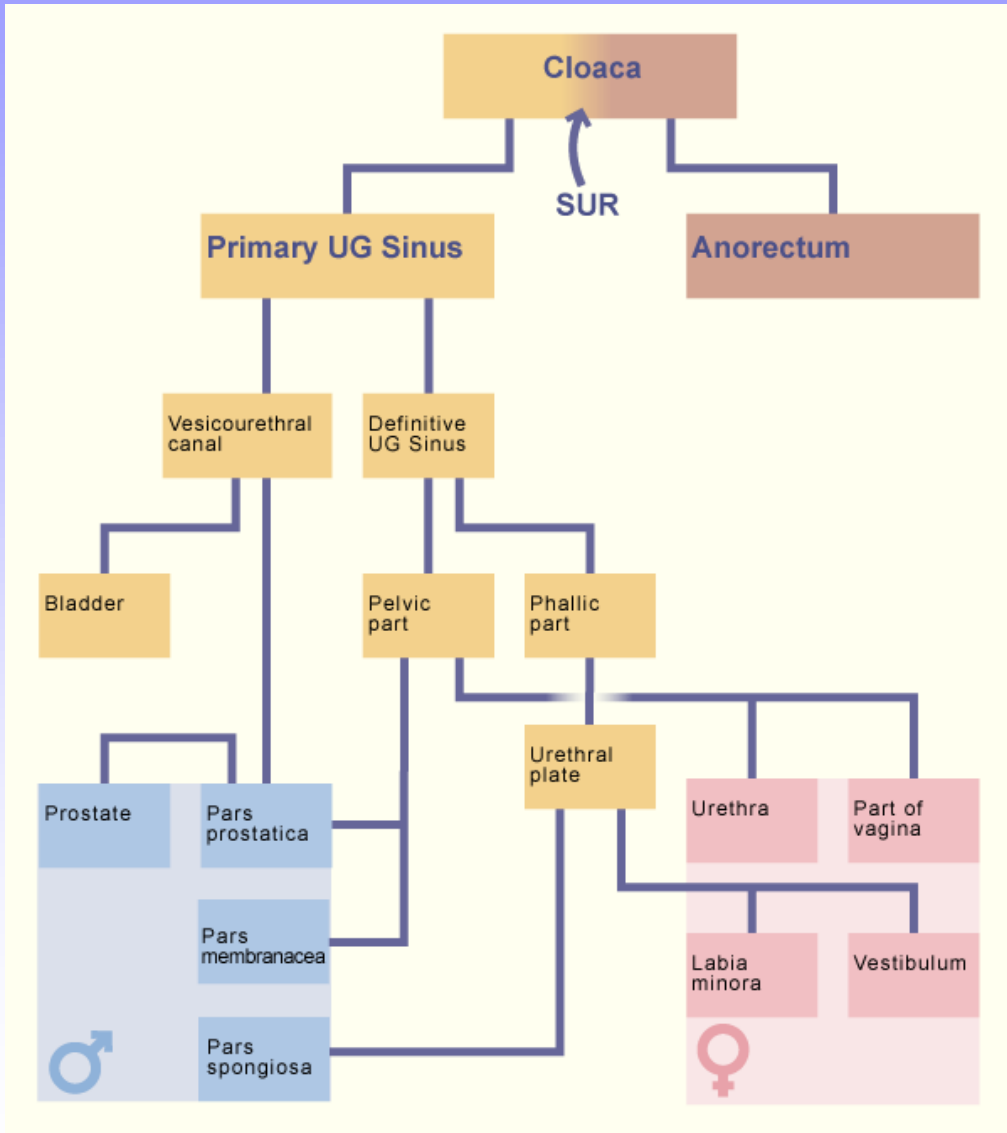 Cloaca
SUR
Primary UG Sinus
Anorectum
Vesicourethral
canal
Definitive
UG Sinus
Bladder
Pelvic
part
Phallic
part
Urethral
plate
Prostate
Pars
prostatica
Urethra
Part of
vagina
Pars
membranacea
Labia
minora
Vestibulum
Pars
spongiosa